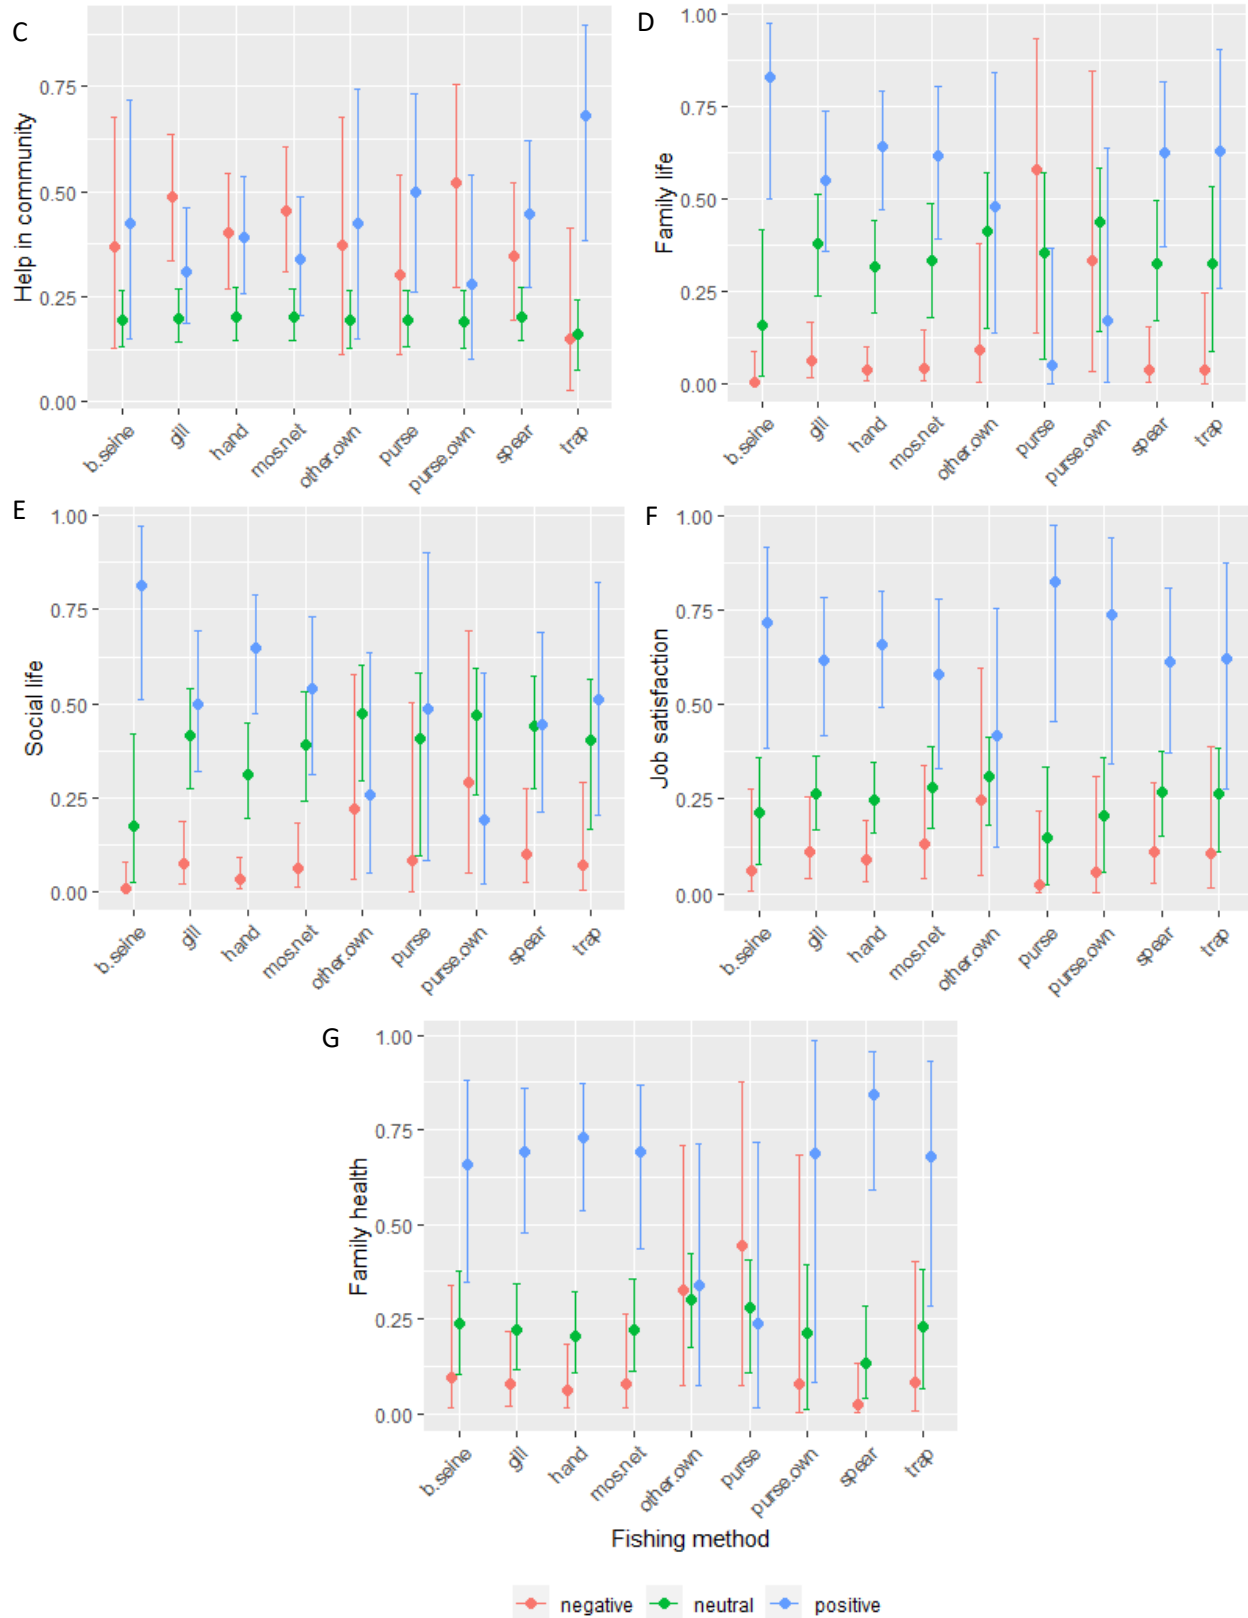 C
Help in community
0.75
0.50
0.25
0.00
b.seine
gill
hand
mos.net
other.own
purse
purse.own
spear
trap
D
Family life
1.00
0.75
0.50
0.25
0.00
b.seine
gill
hand
mos.net
other.own
purse
purse.own
spear
trap
E
Social life
1.00
0.75
0.50
0.25
0.00
b.seine
gill
hand
mos.net
other.own
purse
purse.own
spear
trap
F
Job satisfaction
1.00
0.75
0.50
0.25
0.00
b.seine
gill
hand
mos.net
other.own
purse
purse.own
spear
trap
G
Family health
1.00
0.75
0.50
0.25
0.00
b.seine
gill
hand
mos.net
other.own
purse
purse.own
spear
trap
Fishing method
negative neutral positive